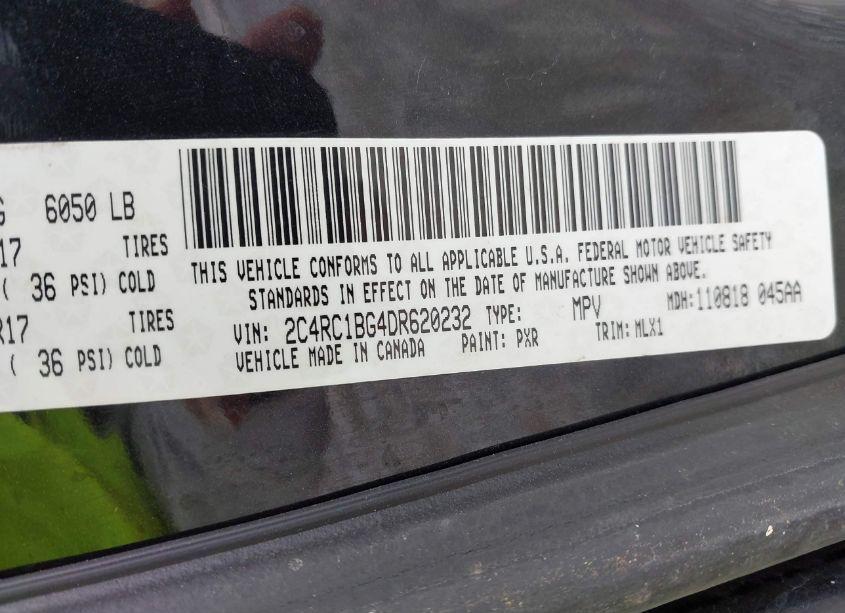 G 6050 LB
17 TIRES
( 36 PSI) COLD
R17 TIRES
( 36 PSI) COLD
THIS VEHICLE CONFORMS TO ALL APPLICABLE U.S.A. FEDERAL MOTOR VEHICLE SAFETY
STANDARDS IN EFFECT ON THE DATE OF MANUFACTURE SHOWN ABOVE.
VIN: 2C4RC1BG4DR620232 TYPE: MPV MDH:110818 045AA
VEHICLE MADE IN CANADA PAINT: PXR TRIM: MLX1